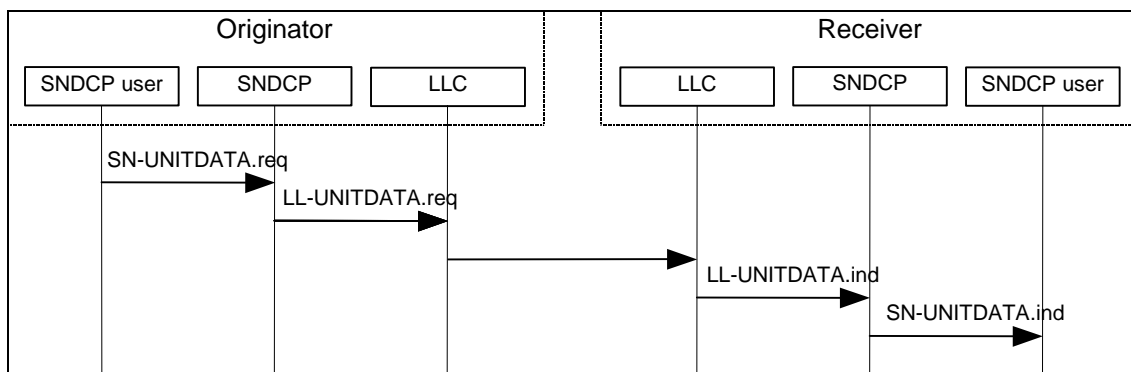 Originator
Receiver
SNDCP user
SNDCP
LLC
LLC
SNDCP
SNDCP user
SN-UNITDATA.req
LL-UNITDATA.req
LL-UNITDATA.ind
SN-UNITDATA.ind